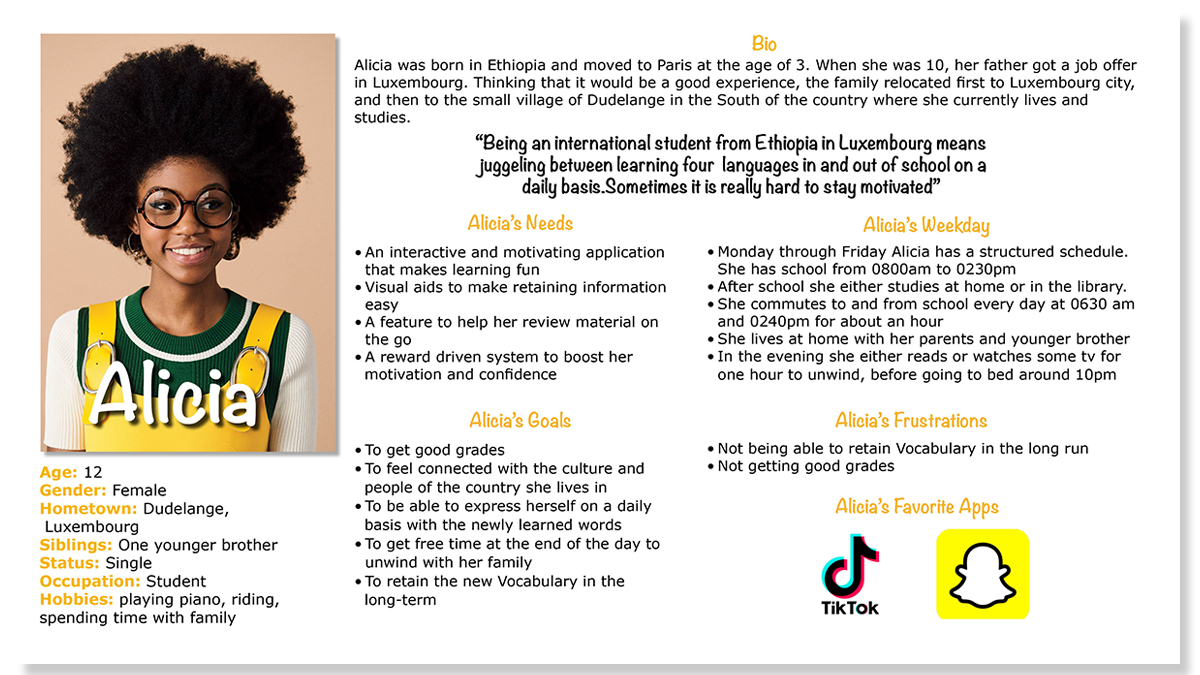 Alicia
Age: 12
Gender: Female
Hometown: Dudelange,
Luxembourg
Siblings: One younger brother
Status: Single
Occupation: Student
Hobbies: playing piano, riding,
spending time with family
Bio
Alicia was born in Ethiopia and moved to Paris at the age of 3. When she was 10, her father got a job offer
in Luxembourg. Thinking that it would be a good experience, the family relocated first to Luxembourg city,
and then to the small village of Dudelange in the South of the country where she currently lives and
studies.
“Being an international student from Ethiopia in Luxembourg means
juggeling between learning four languages in and out of school on a
daily basis.Sometimes it is really hard to stay motivated”
Alicia's Needs
• An interactive and motivating application
that makes learning fun
• Visual aids to make retaining information
easy
• A feature to help her review material on
the go
• A reward driven system to boost her
motivation and confidence
Alicia's Goals
• To get good grades
• To feel connected with the culture and
people of the country she lives in
• To be able to express herself on a daily
basis with the newly learned words
• To get free time at the end of the day to
unwind with her family
• To retain the new Vocabulary in the
long-term
Alicia's Weekday
• Monday through Friday Alicia has a structured schedule.
She has school from 0800am to 0230pm
• After school she either studies at home or in the library.
• She commutes to and from school every day at 0630 am
and 0240pm for about an hour
• She lives at home with her parents and younger brother
• In the evening she either reads or watches some tv for
one hour to unwind, before going to bed around 10pm
Alicia's Frustrations
• Not being able to retain Vocabulary in the long run
• Not getting good grades
Alicia's Favorite Apps
TikTok